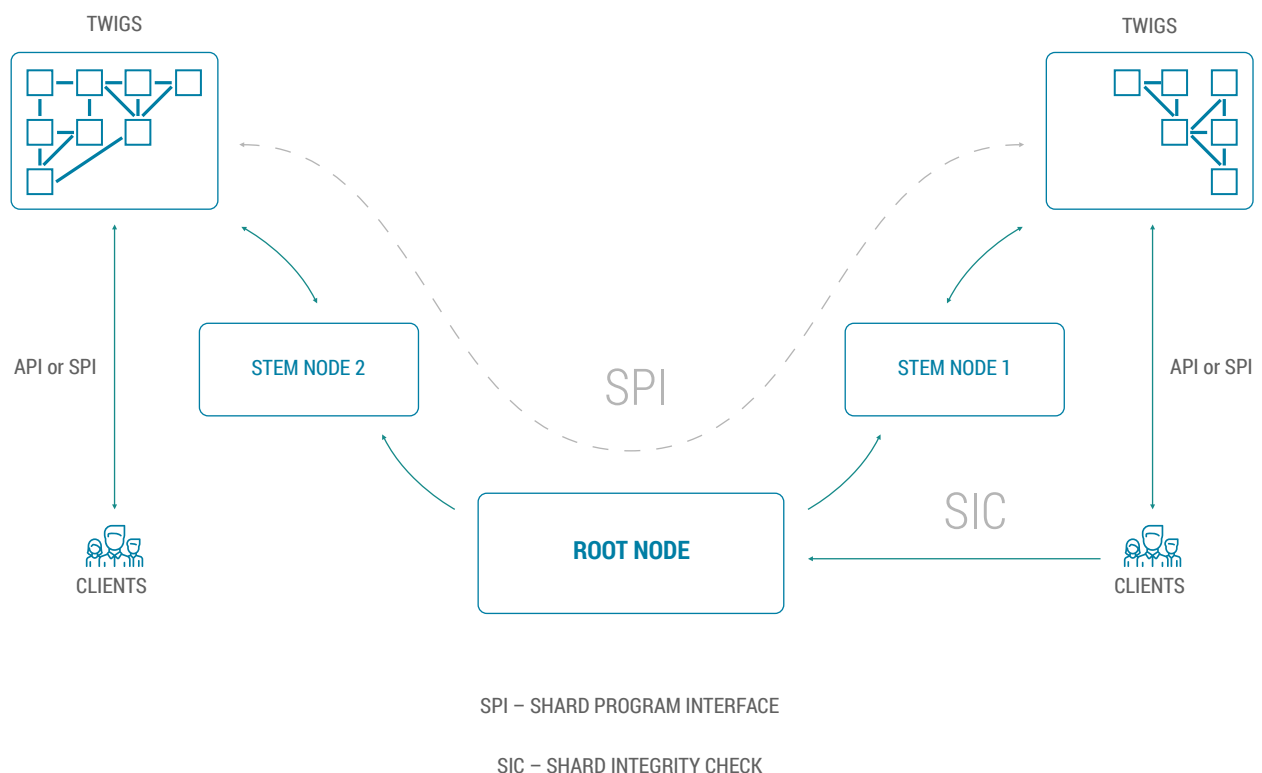 TWIGS
TWIGS
API or SPI
STEM NODE 2
SPI
STEM NODE 1
API or SPI
SIC
ROOT NODE
CLIENTS
CLIENTS
SPI – SHARD PROGRAM INTERFACE
SIC – SHARD INTEGRITY CHECK